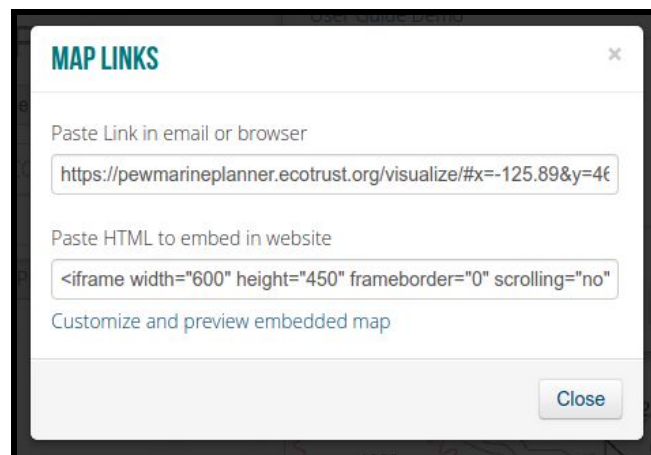 User Guide Demo
MAP LINKS
×
Paste Link in email or browser
https://pewmarineplanner.ecotrust.org/visualize/#x=-125.89&y=46
Paste HTML to embed in website
<iframe width="600" height="450" frameborder="0" scrolling="no"
Customize and preview embedded map
Close